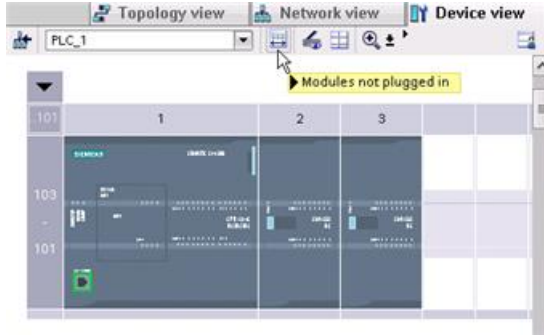 Topology view
Network view
Device view
PLC_1
Modules not plugged in
101
1
2
3
SIEMENS
103
-
101